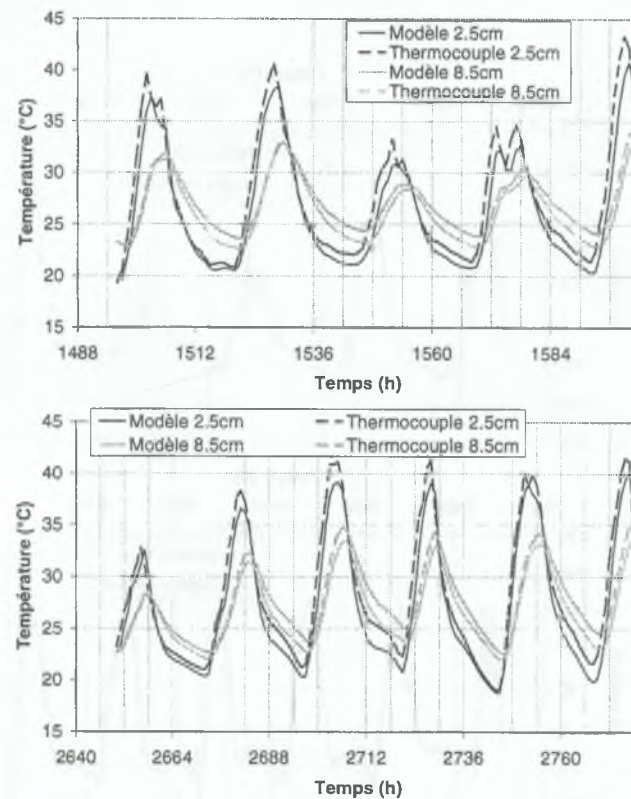 45
40
35
30
25
20
15
Température (°C)
Modèle 2.5cm
Thermocouple 2.5cm
Modèle 8.5cm
Thermocouple 8.5cm
1488 1512 1536 1560 1584
Temps (h)
Modèle 2.5cm Thermocouple 2.5cm
Modèle 8.5cm Thermocouple 8.5cm
45
40
35
30
25
20
15
Température (°C)
2640 2664 2688 2712 2736 2760
Temps (h)